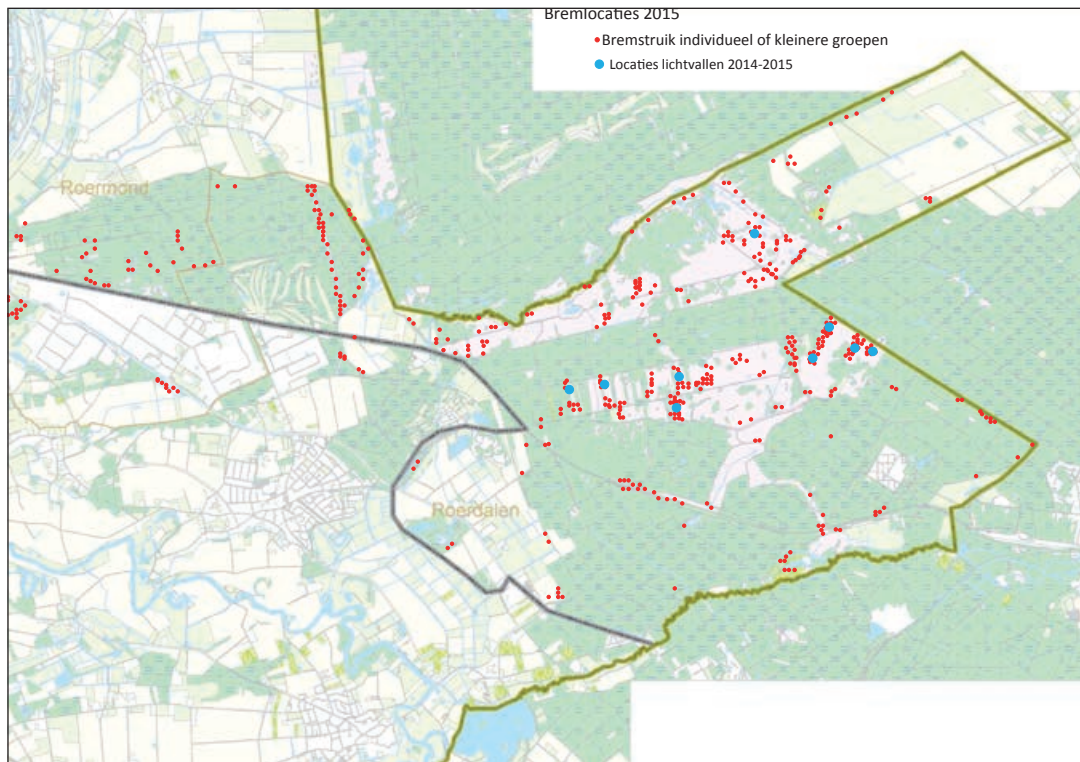 Bremlocaties 2015
Bremstruik individueel of kleinere groepen
Locaties lichtvallen 2014-2015
Roermond
Roerdalen